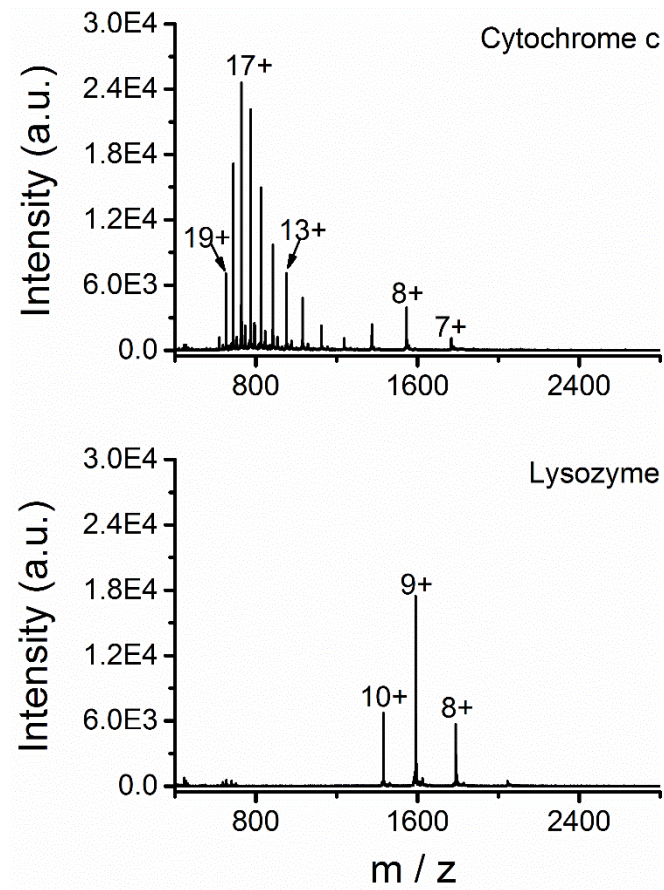 3.0E4
Cytochrome c
17+
2.4E4
1.8E4
1.2E4
19+
13+
6.0E3
8+
7+
0.0
800
1600
2400
Intensity (a.u.)
3.0E4
Lysozyme
2.4E4
1.8E4
9+
1.2E4
10+
8+
6.0E3
0.0
800
1600
2400
Intensity (a.u.)
m / z